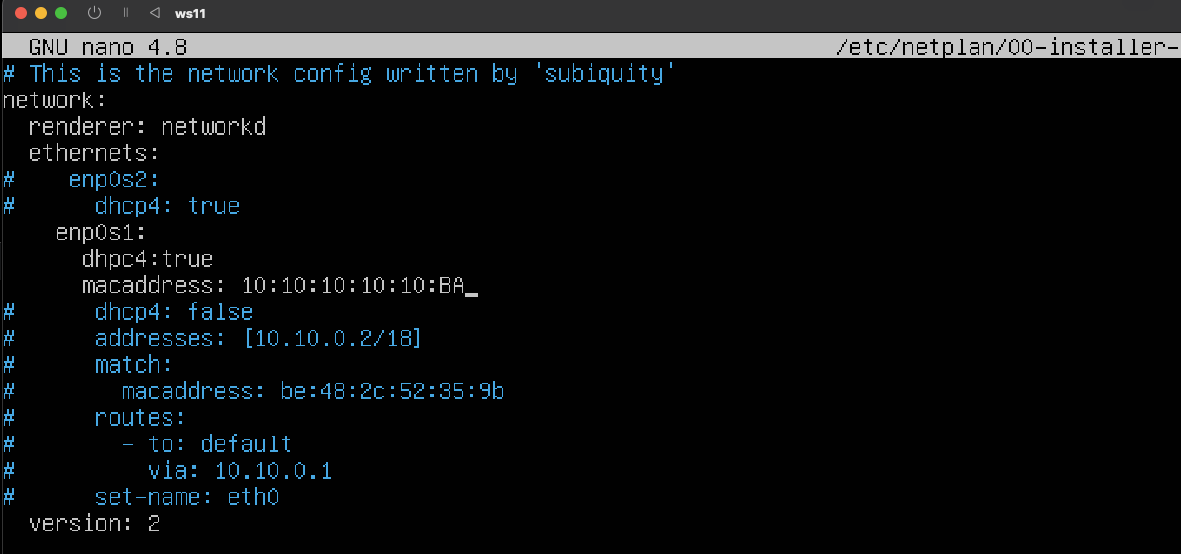 ws11
GNU nano 4.8 /etc/netplan/00-installer-
# This is the network config written by 'subiquity'
network:
  renderer: networkd
  ethernets:
#    enp0s2:
#      dhcp4: true
    enp0s1:
      dhpc4:true
      macaddress: 10:10:10:10:10:BA_
#      dhcp4: false
#      addresses: [10.10.0.2/18]
#      match:
#        macaddress: be:48:2c:52:35:9b
#      routes:
#        - to: default
#          via: 10.10.0.1
#      set-name: eth0
  version: 2